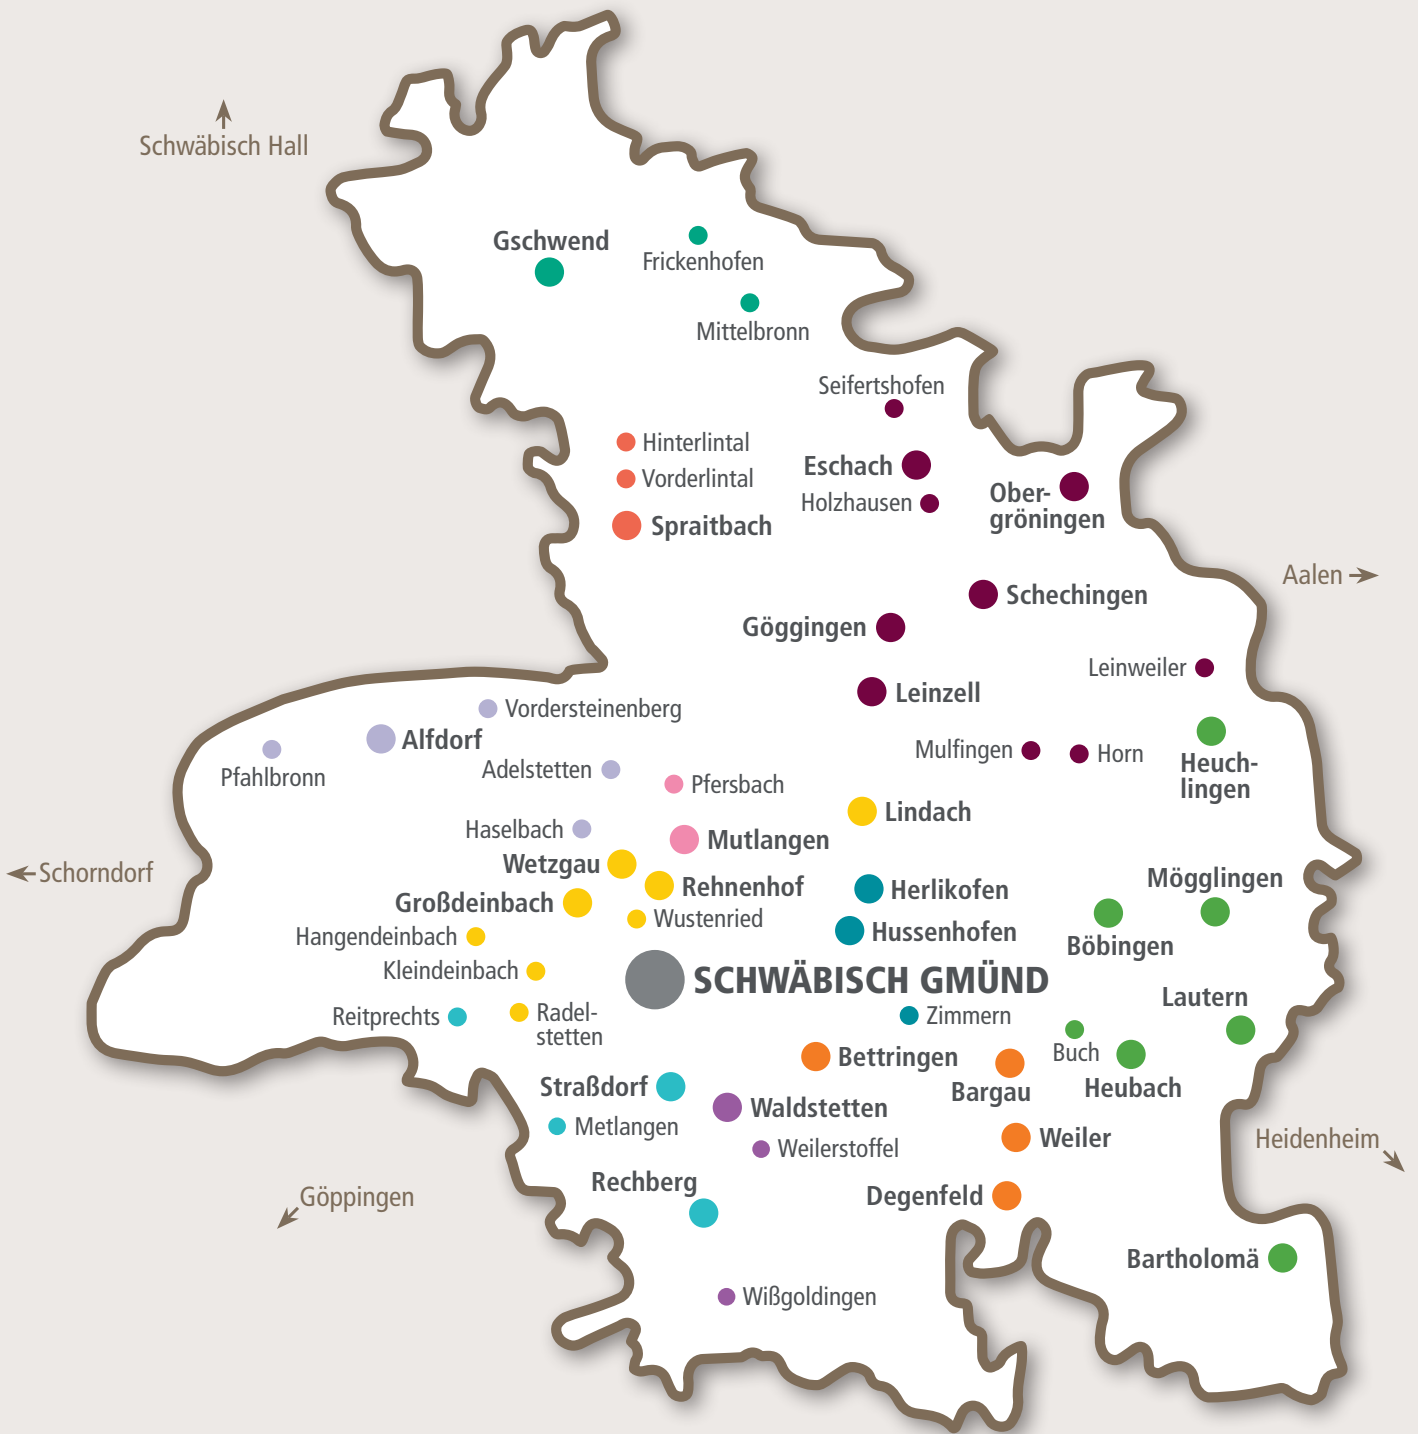 Schwäbisch Hall
Gschwend
Frickenhofen
Mittelbronn
Seifertshofen
Hinterlintal
Eschach
Vorderlintal
Holzhausen
Ober-
gröningen
Spraitbach
Aalen
Schechingen
Göggingen
Leinweiler
Leinzell
Vordersteinenberg
Alfdorf
Mulfingen
Horn
Heuch-
lingen
Adelstetten
Pfahlbronn
Pfersbach
Lindach
Haselbach
Mutlangen
Wetzgau
Schorndorf
Mögglingen
Rehnenhof
Herlikofen
Großdeinbach
Wustenried
Hussenhofen
Hangendeinbach
Böbingen
Kleindeinbach
SCHWÄBISCH GMÜND
Lautern
Reitprechts
Radel-
stetten
Zimmern
Buch
Bettringen
Straßdorf
Bargau
Heubach
Waldstetten
Metlangen
Weiler
Heidenheim
Weilerstoffel
Rechberg
Degenfeld
Göppingen
Bartholomä
Wißgoldingen